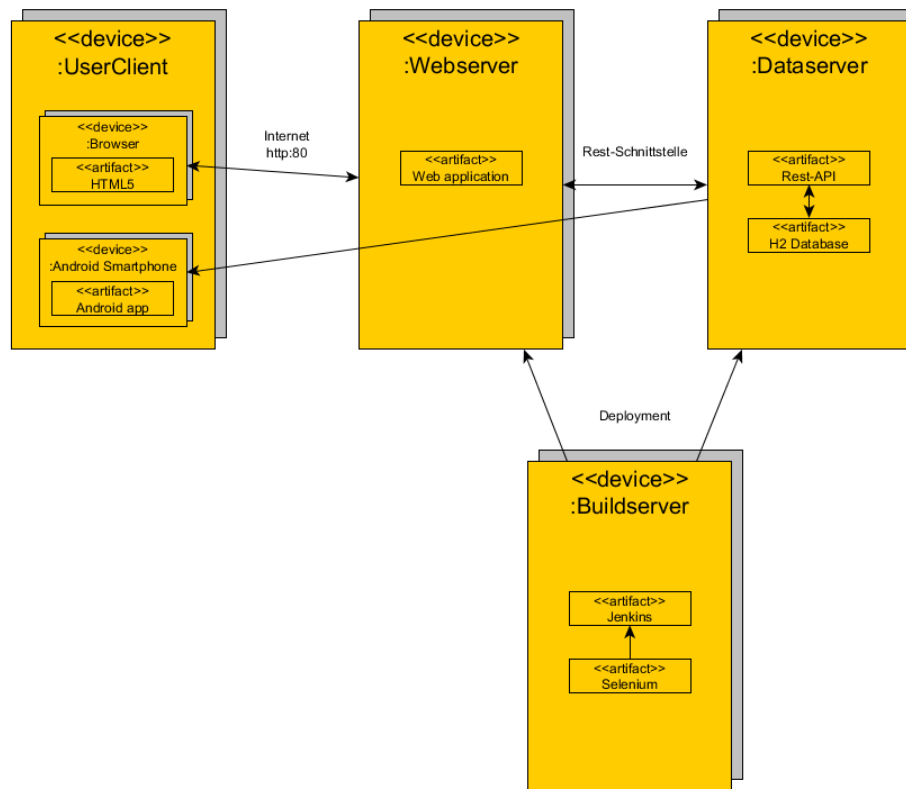 <<device>>
:UserClient
<<device>>
:Browser
<<artifact>>
HTML5
<<device>>
:Android Smartphone
<<artifact>>
Android app
Internet
http:80
<<device>>
:Webserver
<<artifact>>
Web application
Rest-Schnittstelle
<<device>>
:Dataserver
<<artifact>>
Rest-API
<<artifact>>
H2 Database
Deployment
<<device>>
:Buildserver
<<artifact>>
Jenkins
<<artifact>>
Selenium